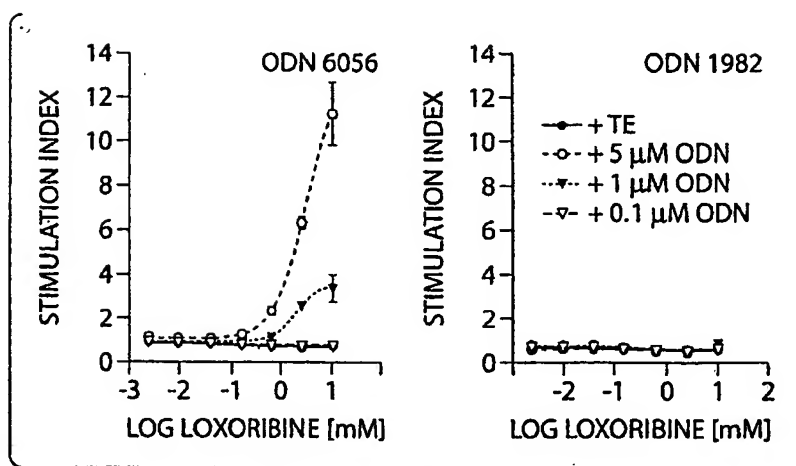 ODN 6056
STIMULATION INDEX
14
12
10
8
6
4
2
0
-3 -2 -1 0 1 2
LOG LOXORIBINE [mM]
ODN 1982
STIMULATION INDEX
14
12
10
8
6
4
2
0
+ TE
+ 5 μM ODN
+ 1 μM ODN
+ 0.1 μM ODN
-2 -1 0 1 2
LOG LOXORIBINE [mM]